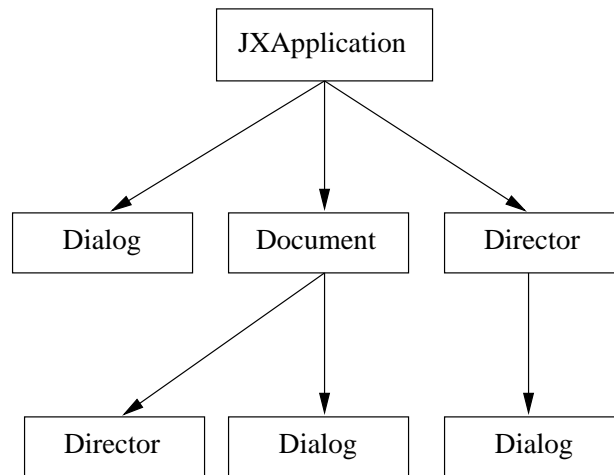 JXApplication
Dialog
Document
Director
Director
Dialog
Dialog